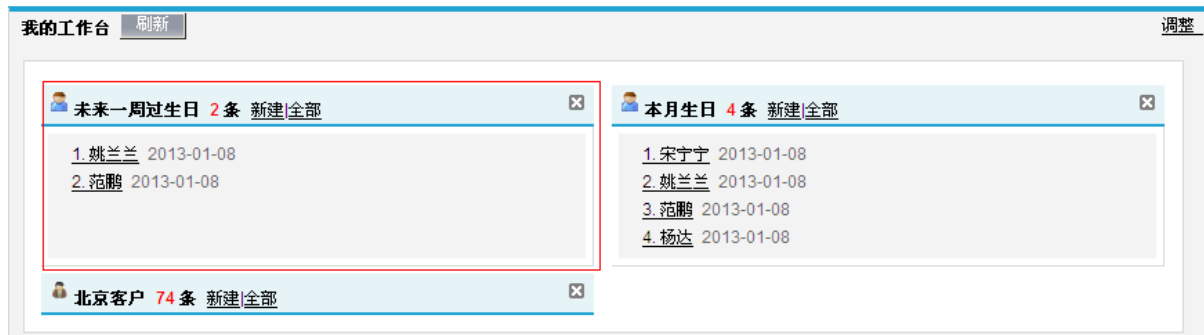 我的工作台 刷新 调整
未来一周过生日 2 条 新建|全部
1. 姚兰兰 2013-01-08
2. 范鹏 2013-01-08
本月生日 4 条 新建|全部
1. 宋宁宁 2013-01-08
2. 姚兰兰 2013-01-08
3. 范鹏 2013-01-08
4. 杨达 2013-01-08
北京客户 74 条 新建|全部